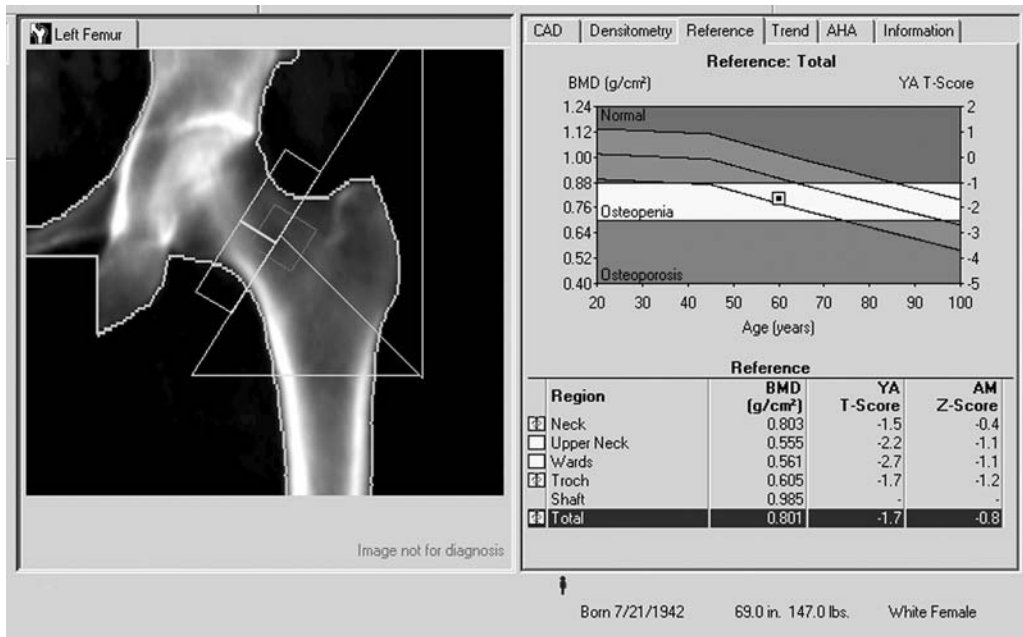 Left Femur
Image not for diagnosis
CAD Densitometry Reference Trend AHA Information
Reference: Total
BMD (g/cm²) YA T-Score
1.24 Normal 2
1.12 1
1.00 0
0.88 -1
0.76 Osteopenia -2
0.64 -3
0.52 -4
0.40 Osteoporosis -5
20 30 40 50 60 70 80 90 100
Age (years)
Reference
Region BMD (g/cm²) YA T-Score AM Z-Score
Neck 0.803 -1.5 -0.4
Upper Neck 0.555 -2.2 -1.1
Wards 0.561 -2.7 -1.1
Troch 0.605 -1.7 -1.2
Shaft 0.985 - -
Total 0.801 -1.7 -0.8
Born 7/21/1942 69.0 in. 147.0 lbs. White Female